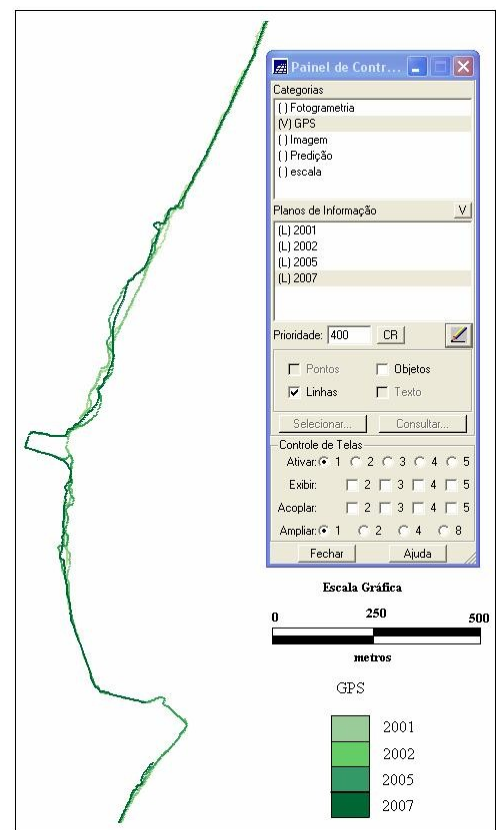 Painel de Contr...
Categorias
( ) Fotogrametria
(V) GPS
( ) Imagem
( ) Predição
( ) escala
Planos de Informação V
(L) 2001
(L) 2002
(L) 2005
(L) 2007
Prioridade: 400 CR
Pontos Objetos
Linhas Texto
Selecionar... Consultar...
Controle de Telas
Ativar: 1 2 3 4 5
Exibir: 2 3 4 5
Acoplar: 2 3 4 5
Ampliar: 1 2 4 8
Fechar Ajuda
Escala Gráfica
0 250 500
metros
GPS
2001
2002
2005
2007